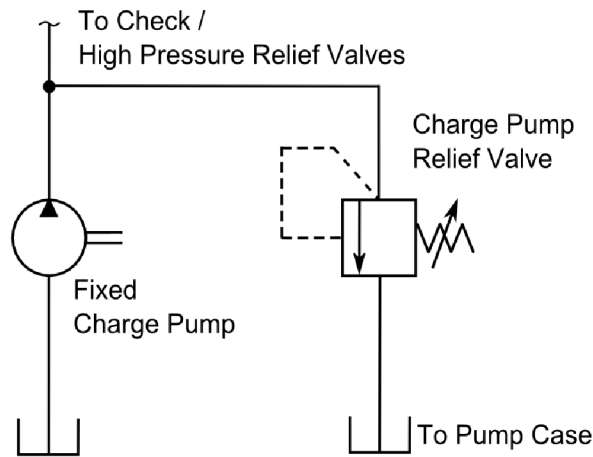 To Check /
High Pressure Relief Valves
Charge Pump
Relief Valve
Fixed
Charge Pump
To Pump Case